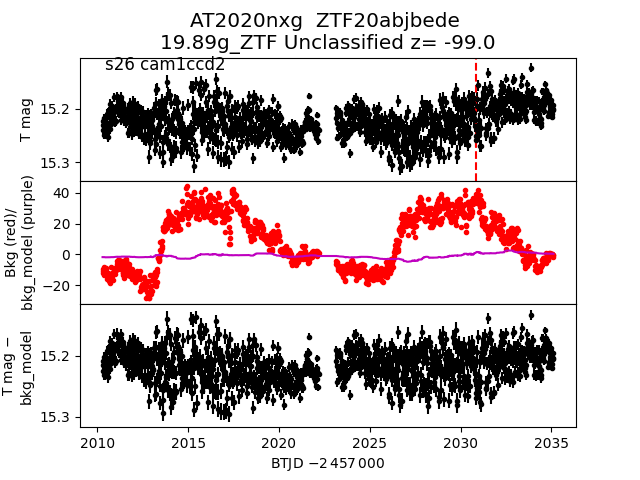 AT2020nxg  ZTF20abjbede
19.89g_ZTF Unclassified z= -99.0
s26 cam1ccd2
T mag
15.2
15.3
Bkg (red)/
bkg_model (purple)
40
20
0
−20
T mag −
bkg_model
15.2
15.3
2010 2015 2020 2025 2030 2035
BTJD −2 457 000